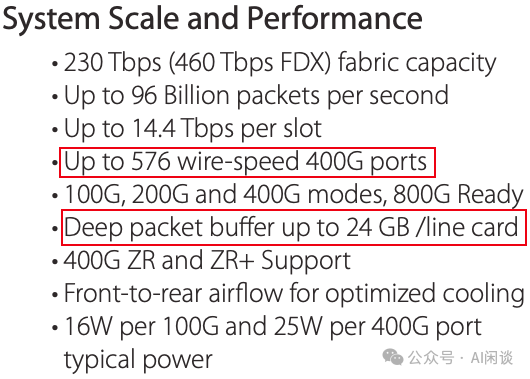 System Scale and Performance
• 230 Tbps (460 Tbps FDX) fabric capacity
• Up to 96 Billion packets per second
• Up to 14.4 Tbps per slot
• Up to 576 wire-speed 400G ports
• 100G, 200G and 400G modes, 800G Ready
• Deep packet buffer up to 24 GB /line card
• 400G ZR and ZR+ Support
• Front-to-rear airflow for optimized cooling
• 16W per 100G and 25W per 400G port
typical power
公众号 · AI闲谈